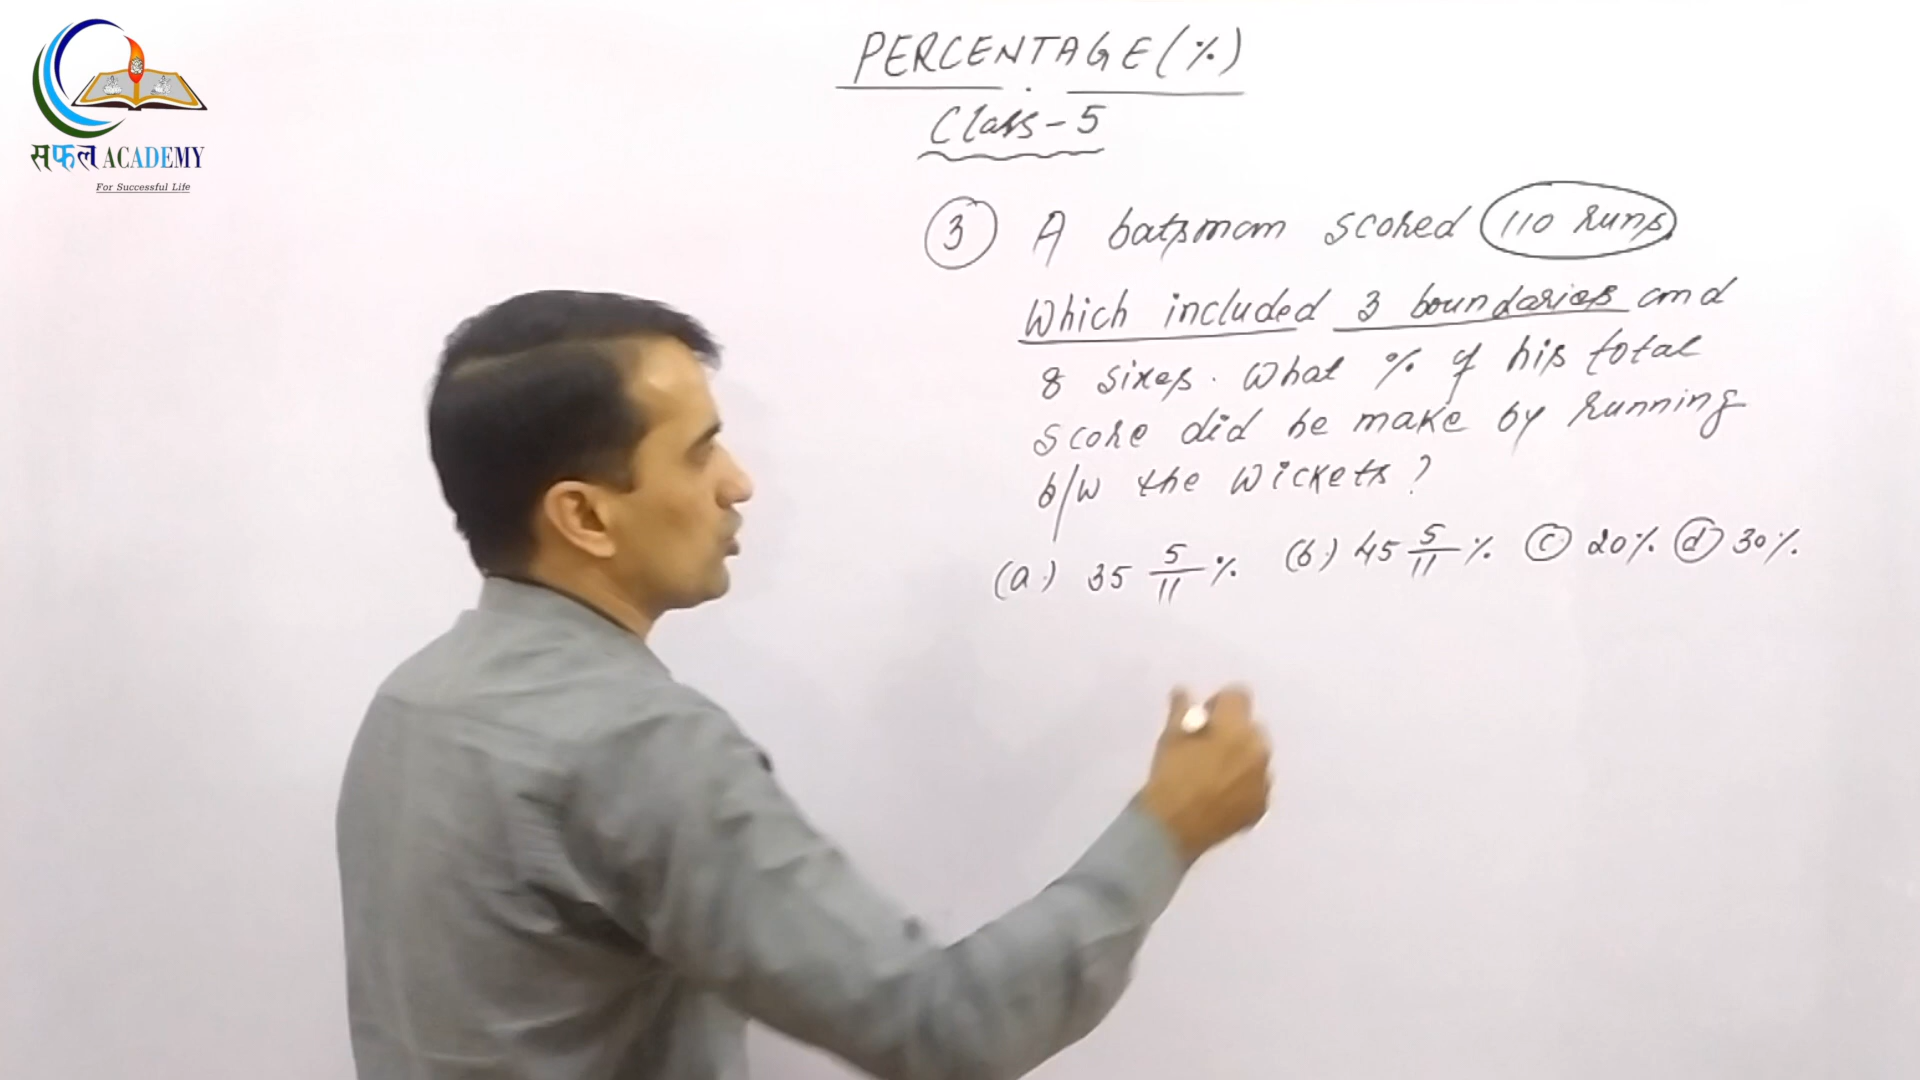 सफल ACADEMY
For Successful Life
PERCENTAGE (%)
Class - 5
3 A batsman scored 110 runs
Which included 3 boundaries and
8 sixes. What % of his total
score did he make by running
b/w the wickets?
(a) 35 5/11 % (b) 45 5/11 % (c) 20% (d) 30%.